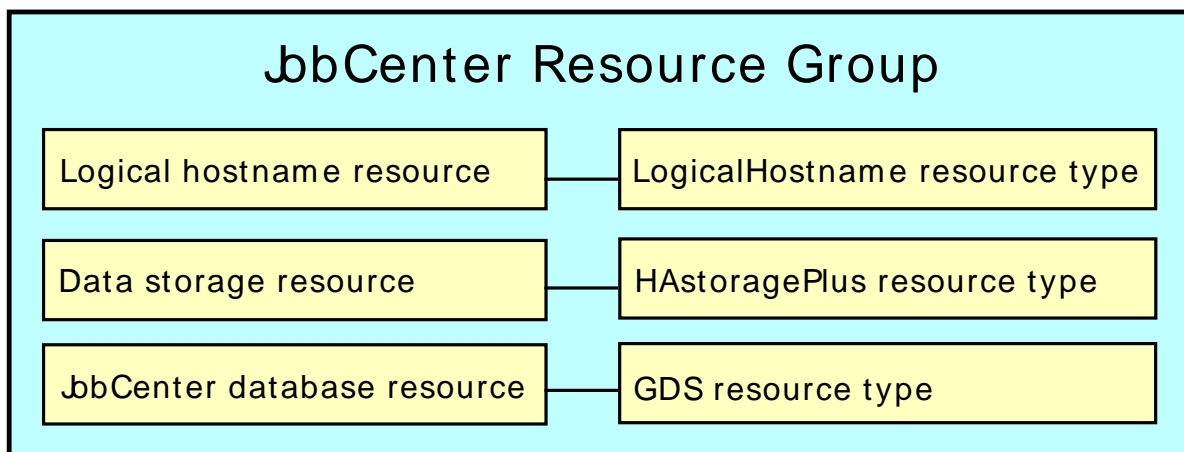 JobCenter Resource Group
Logical hostname resource
LogicalHostname resource type
Data storage resource
HAstoragePlus resource type
JobCenter database resource
GDS resource type